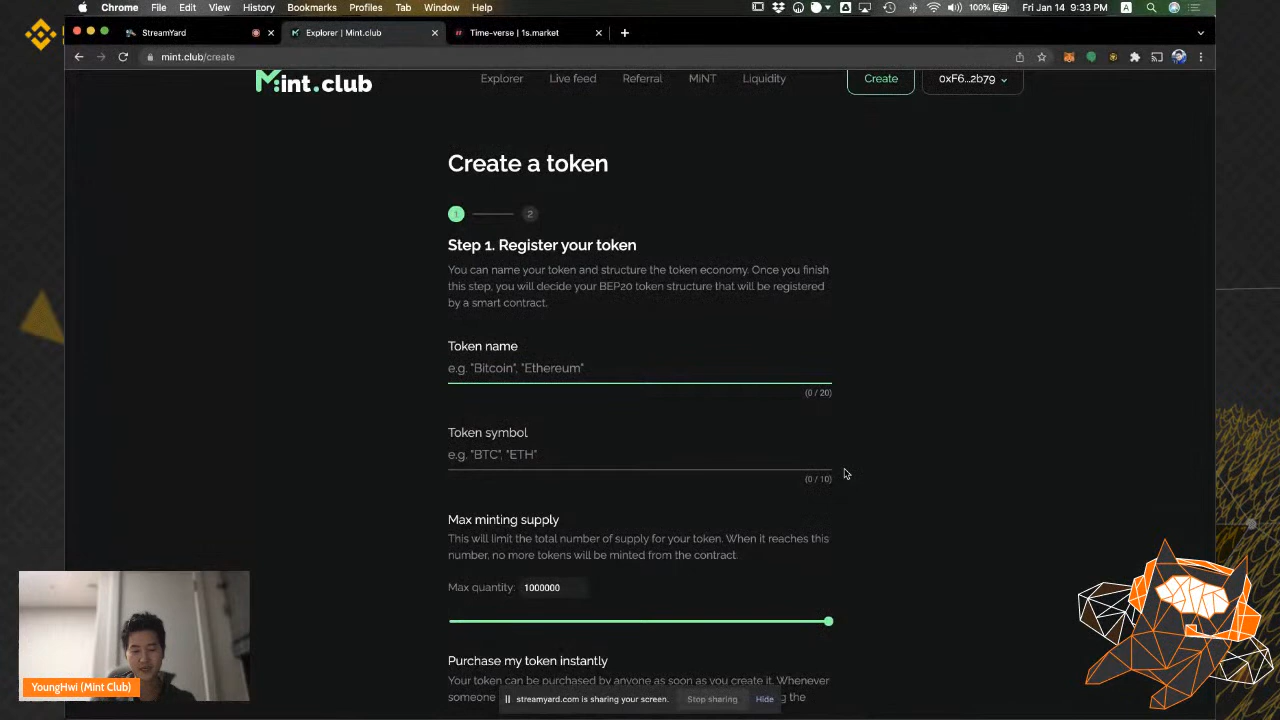 Chrome File Edit View History Bookmarks Profiles Tab Window Help 100% Fri Jan 14 9:33 PM
StreamYard Explorer | Mint.club Time-verse | 1s.market
mint.club/create
Mint.club Explorer Live feed Referral MiNT Liquidity Create 0xF6...2b79
Create a token
1 2
Step 1. Register your token
You can name your token and structure the token economy. Once you finish
this step, you will decide your BEP20 token structure that will be registered
by a smart contract.
Token name
e.g. "Bitcoin", "Ethereum"
(0 / 20)
Token symbol
e.g. "BTC", "ETH"
(0 / 10)
Max minting supply
This will limit the total number of supply for your token. When it reaches this
number, no more tokens will be minted from the contract.
Max quantity: 1000000
Purchase my token instantly
Your token can be purchased by anyone as soon as you create it. Whenever
someone
ng the
streamyard.com is sharing your screen. Stop sharing Hide
YoungHwi (Mint Club)